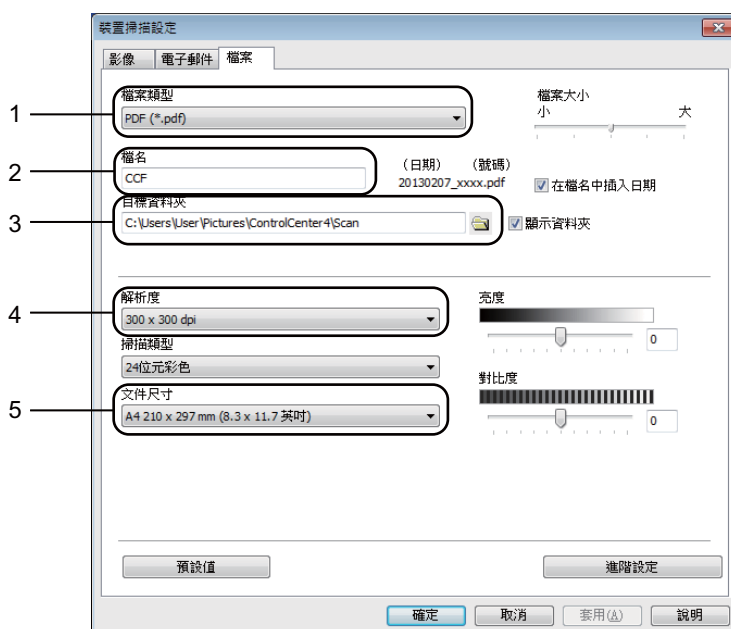 裝置掃描設定
影像 電子郵件 檔案
1
檔案類型
PDF (*.pdf)
檔案大小
小 大
2
檔名
CCF
(日期) (號碼)
20130207_xxxx.pdf
在檔名中插入日期
3
目標資料夾
C:\Users\User\Pictures\ControlCenter4\Scan
顯示資料夾
4
解析度
300 x 300 dpi
亮度
0
掃描類型
24位元彩色
對比度
0
5
文件尺寸
A4 210 x 297 mm (8.3 x 11.7 英吋)
預設值
進階設定
確定 取消 套用(A) 說明